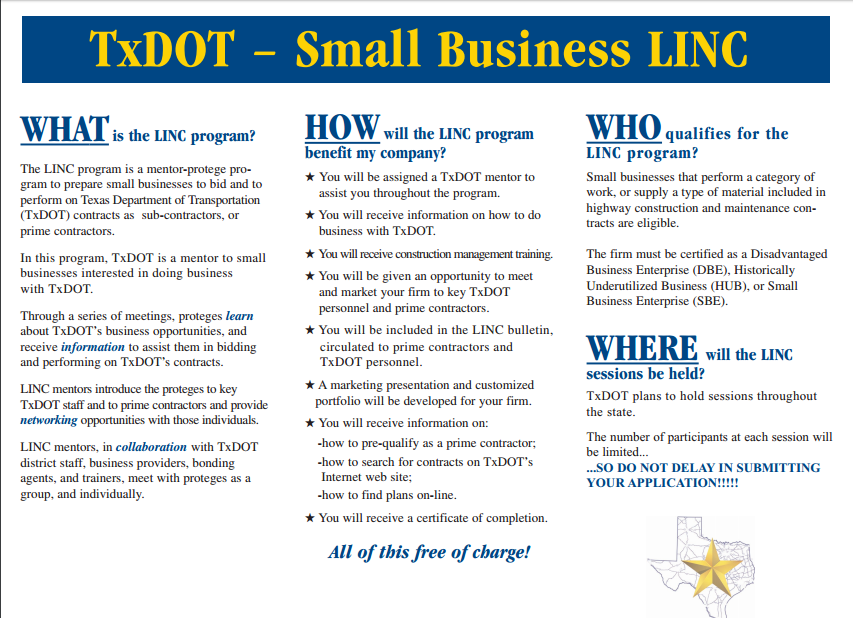 TxDOT – Small Business LINC
WHAT is the LINC program?
The LINC program is a mentor-protege pro-
gram to prepare small businesses to bid and to
perform on Texas Department of Transportation
(TxDOT) contracts as sub-contractors, or
prime contractors.
In this program, TxDOT is a mentor to small
businesses interested in doing business
with TxDOT.
Through a series of meetings, proteges learn
about TxDOT's business opportunities, and
receive information to assist them in bidding
and performing on TxDOT's contracts.
LINC mentors introduce the proteges to key
TxDOT staff and to prime contractors and provide
networking opportunities with those individuals.
LINC mentors, in collaboration with TxDOT
district staff, business providers, bonding
agents, and trainers, meet with proteges as a
group, and individually.
HOW will the LINC program
benefit my company?
★ You will be assigned a TxDOT mentor to
assist you throughout the program.
★ You will receive information on how to do
business with TxDOT.
★ You will receive construction management training.
★ You will be given an opportunity to meet
and market your firm to key TxDOT
personnel and prime contractors.
★ You will be included in the LINC bulletin,
circulated to prime contractors and
TxDOT personnel.
★ A marketing presentation and customized
portfolio will be developed for your firm.
★ You will receive information on:
-how to pre-qualify as a prime contractor;
-how to search for contracts on TxDOT's
Internet web site;
-how to find plans on-line.
★ You will receive a certificate of completion.
All of this free of charge!
WHO qualifies for the
LINC program?
Small businesses that perform a category of
work, or supply a type of material included in
highway construction and maintenance con-
tracts are eligible.
The firm must be certified as a Disadvantaged
Business Enterprise (DBE), Historically
Underutilized Business (HUB), or Small
Business Enterprise (SBE).
WHERE will the LINC
sessions be held?
TxDOT plans to hold sessions throughout
the state.
The number of participants at each session will
be limited...
...SO DO NOT DELAY IN SUBMITTING
YOUR APPLICATION!!!!!